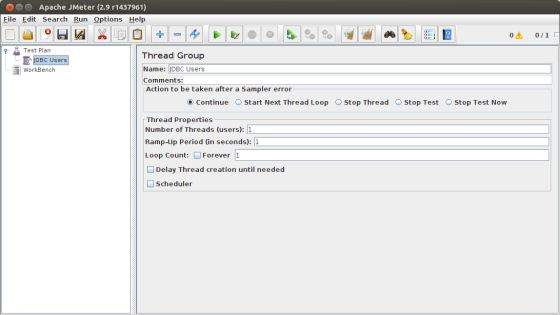 Apache JMeter (2.9 r1437961)
File Edit Search Run Options Help
0 0 / 1
Test Plan
JDBC Users
WorkBench
Thread Group
Name: JDBC Users
Comments:
Action to be taken after a Sampler error
Continue Start Next Thread Loop Stop Thread Stop Test Stop Test Now
Thread Properties
Number of Threads (users): 1
Ramp-Up Period (in seconds): 1
Loop Count: Forever 1
Delay Thread creation until needed
Scheduler